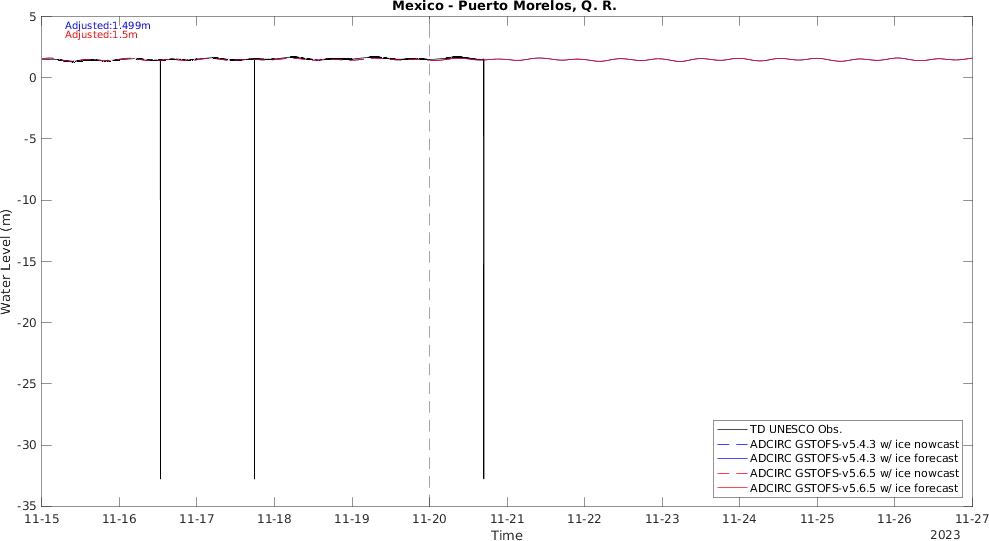 Mexico - Puerto Morelos, Q. R.
Adjusted:1.499m
Adjusted:1.5m
5
0
-5
-10
-15
-20
-25
-30
-35
Water Level (m)
TD UNESCO Obs.
ADCIRC GSTOFS-v5.4.3 w/ ice nowcast
ADCIRC GSTOFS-v5.4.3 w/ ice forecast
ADCIRC GSTOFS-v5.6.5 w/ ice nowcast
ADCIRC GSTOFS-v5.6.5 w/ ice forecast
11-15 11-16 11-17 11-18 11-19 11-20 11-21 11-22 11-23 11-24 11-25 11-26 11-27
Time
2023